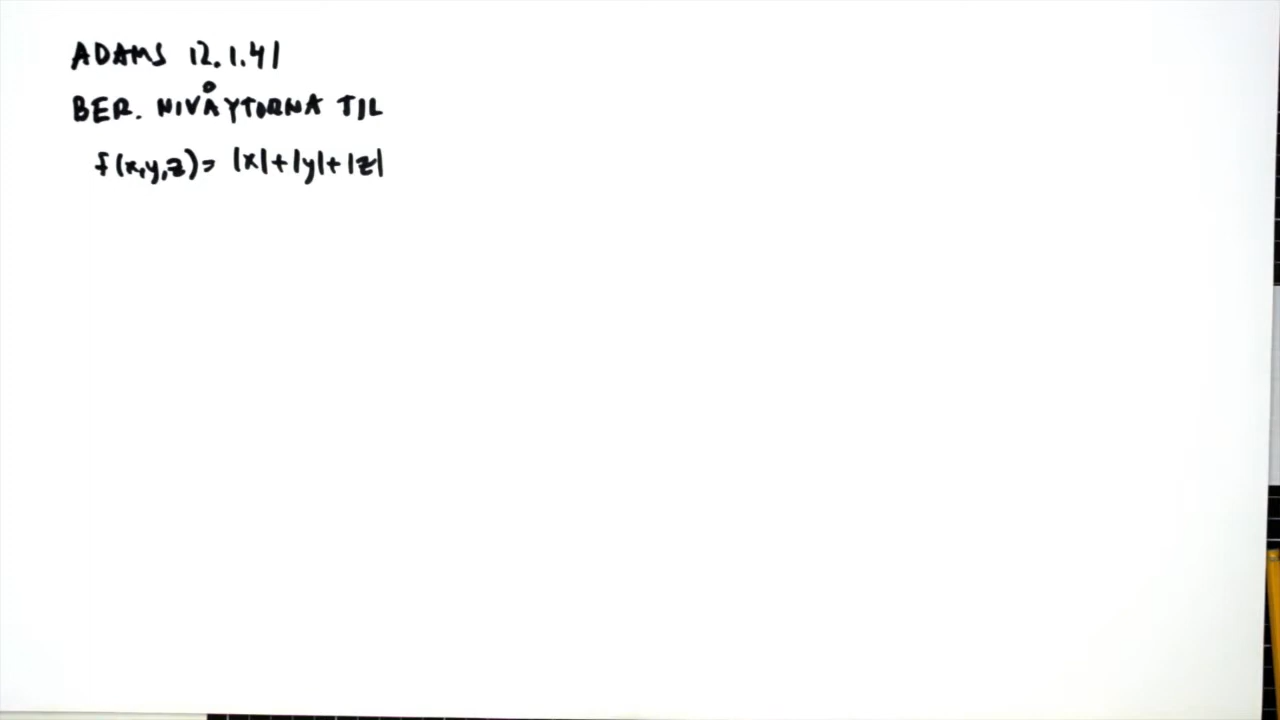 ADAMS 12.1.41
BER. NIVÅYTORNA TILL
f(x,y,z) = |x|+|y|+|z|